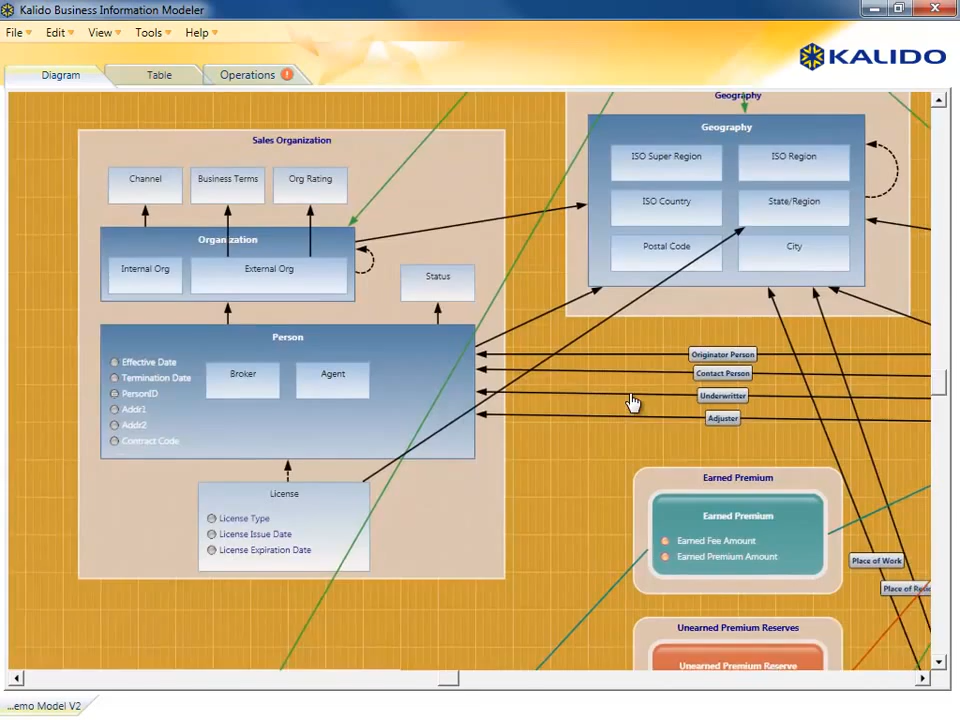 Kalido Business Information Modeler
File Edit View Tools Help
KALIDO
Diagram Table Operations
Sales Organization
Channel Business Terms Org Rating
Organization
Internal Org External Org
Status
Person
Effective Date
Termination Date
PersonID
Addr1
Addr2
Contract Code
Broker Agent
License
License Type
License Issue Date
License Expiration Date
Geography
Geography
ISO Super Region ISO Region
ISO Country State/Region
Postal Code City
Originator Person
Contact Person
Underwritter
Adjuster
Earned Premium
Earned Premium
Earned Fee Amount
Earned Premium Amount
Place of Work
Place of
Unearned Premium Reserves
Unearned Premium Reserve
...emo Model V2